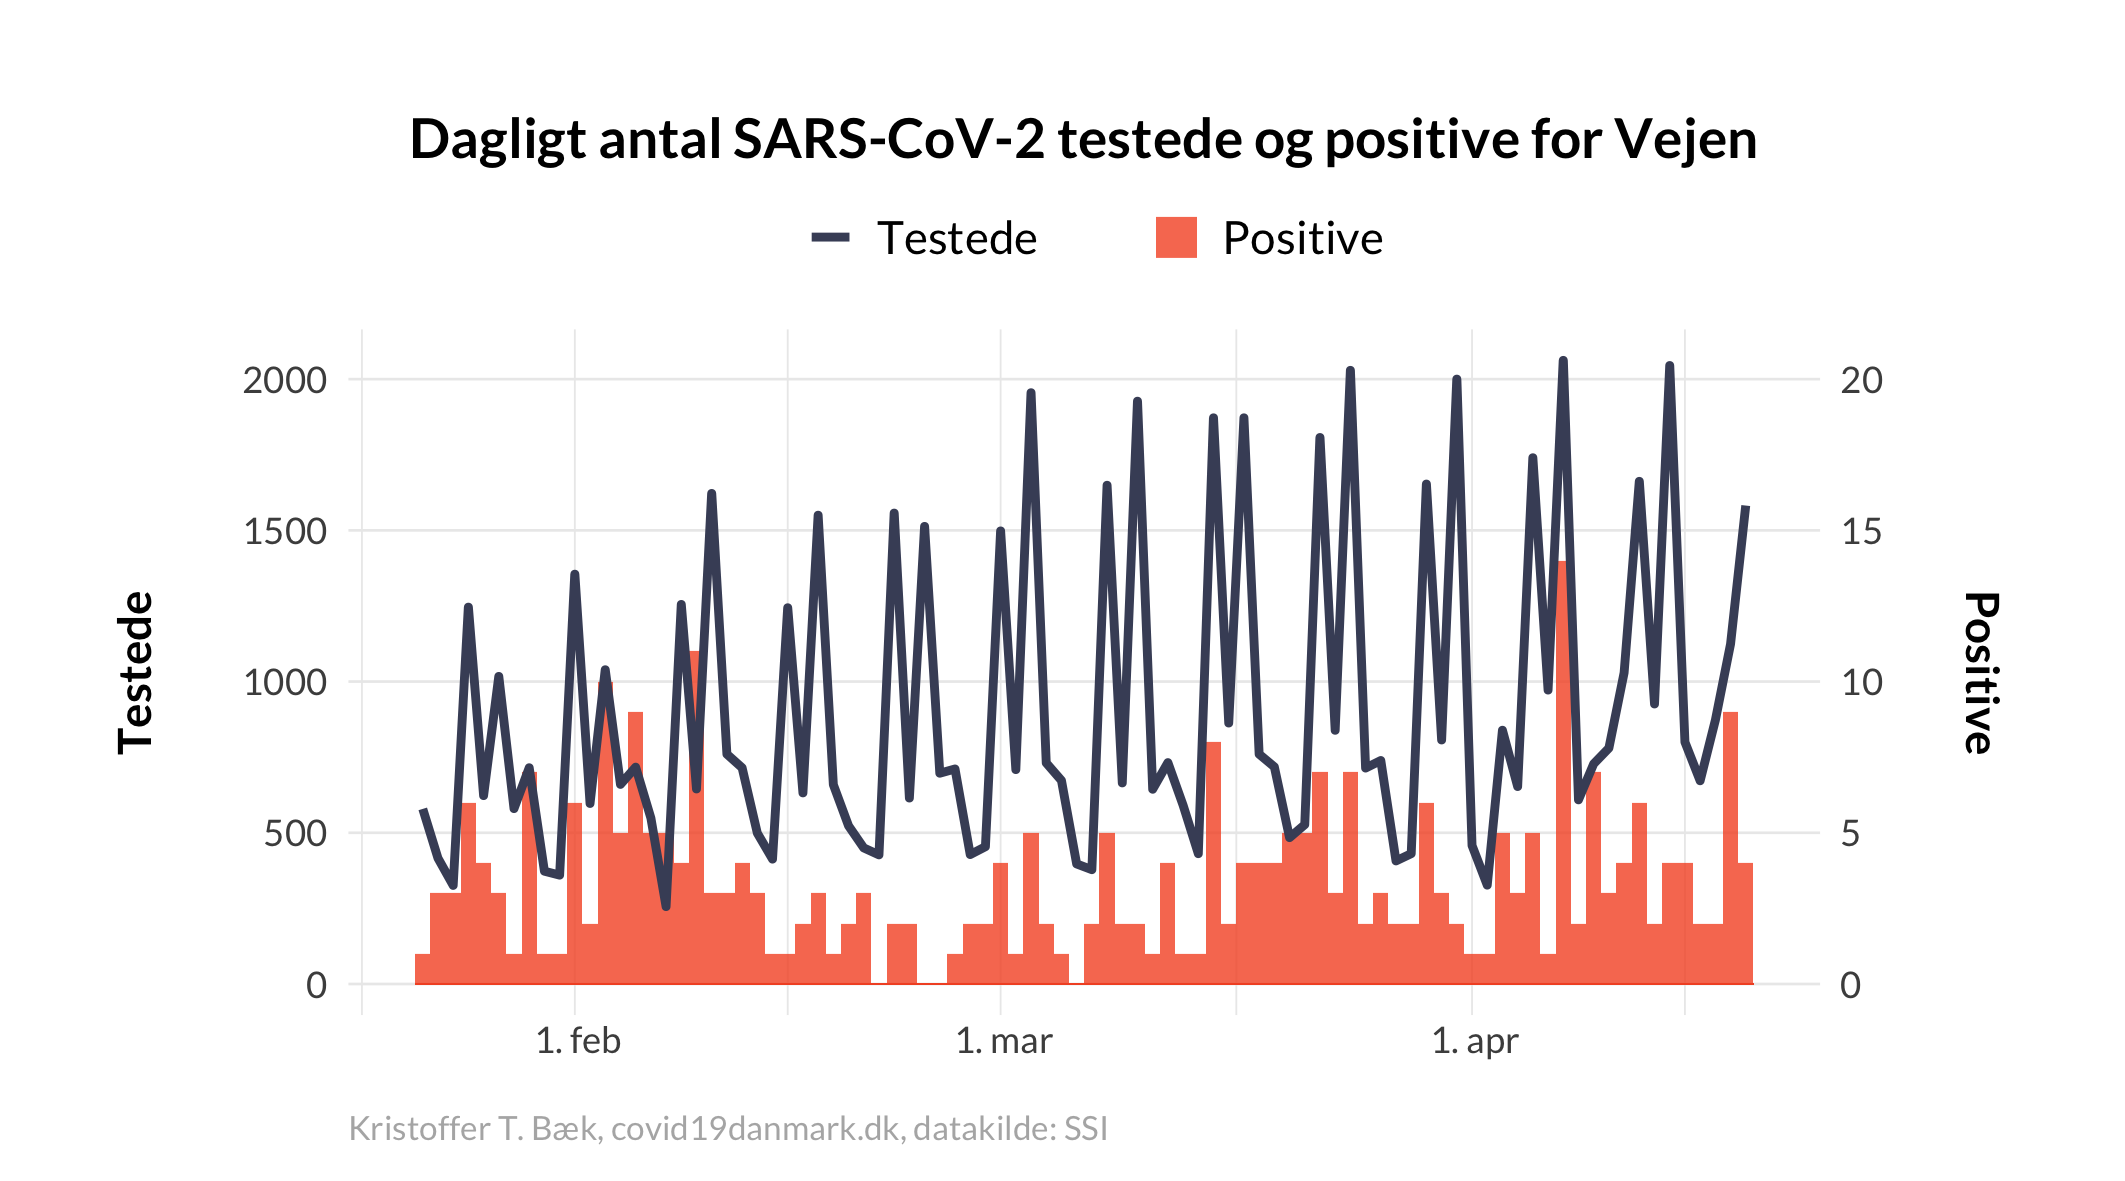 Dagligt antal SARS-CoV-2 testede og positive for Vejen
Testede
Positive
2000
1500
1000
500
0
Testede
20
15
10
5
0
Positive
1. feb
1. mar
1. apr
Kristoffer T. Bæk, covid19danmark.dk, datakilde: SSI